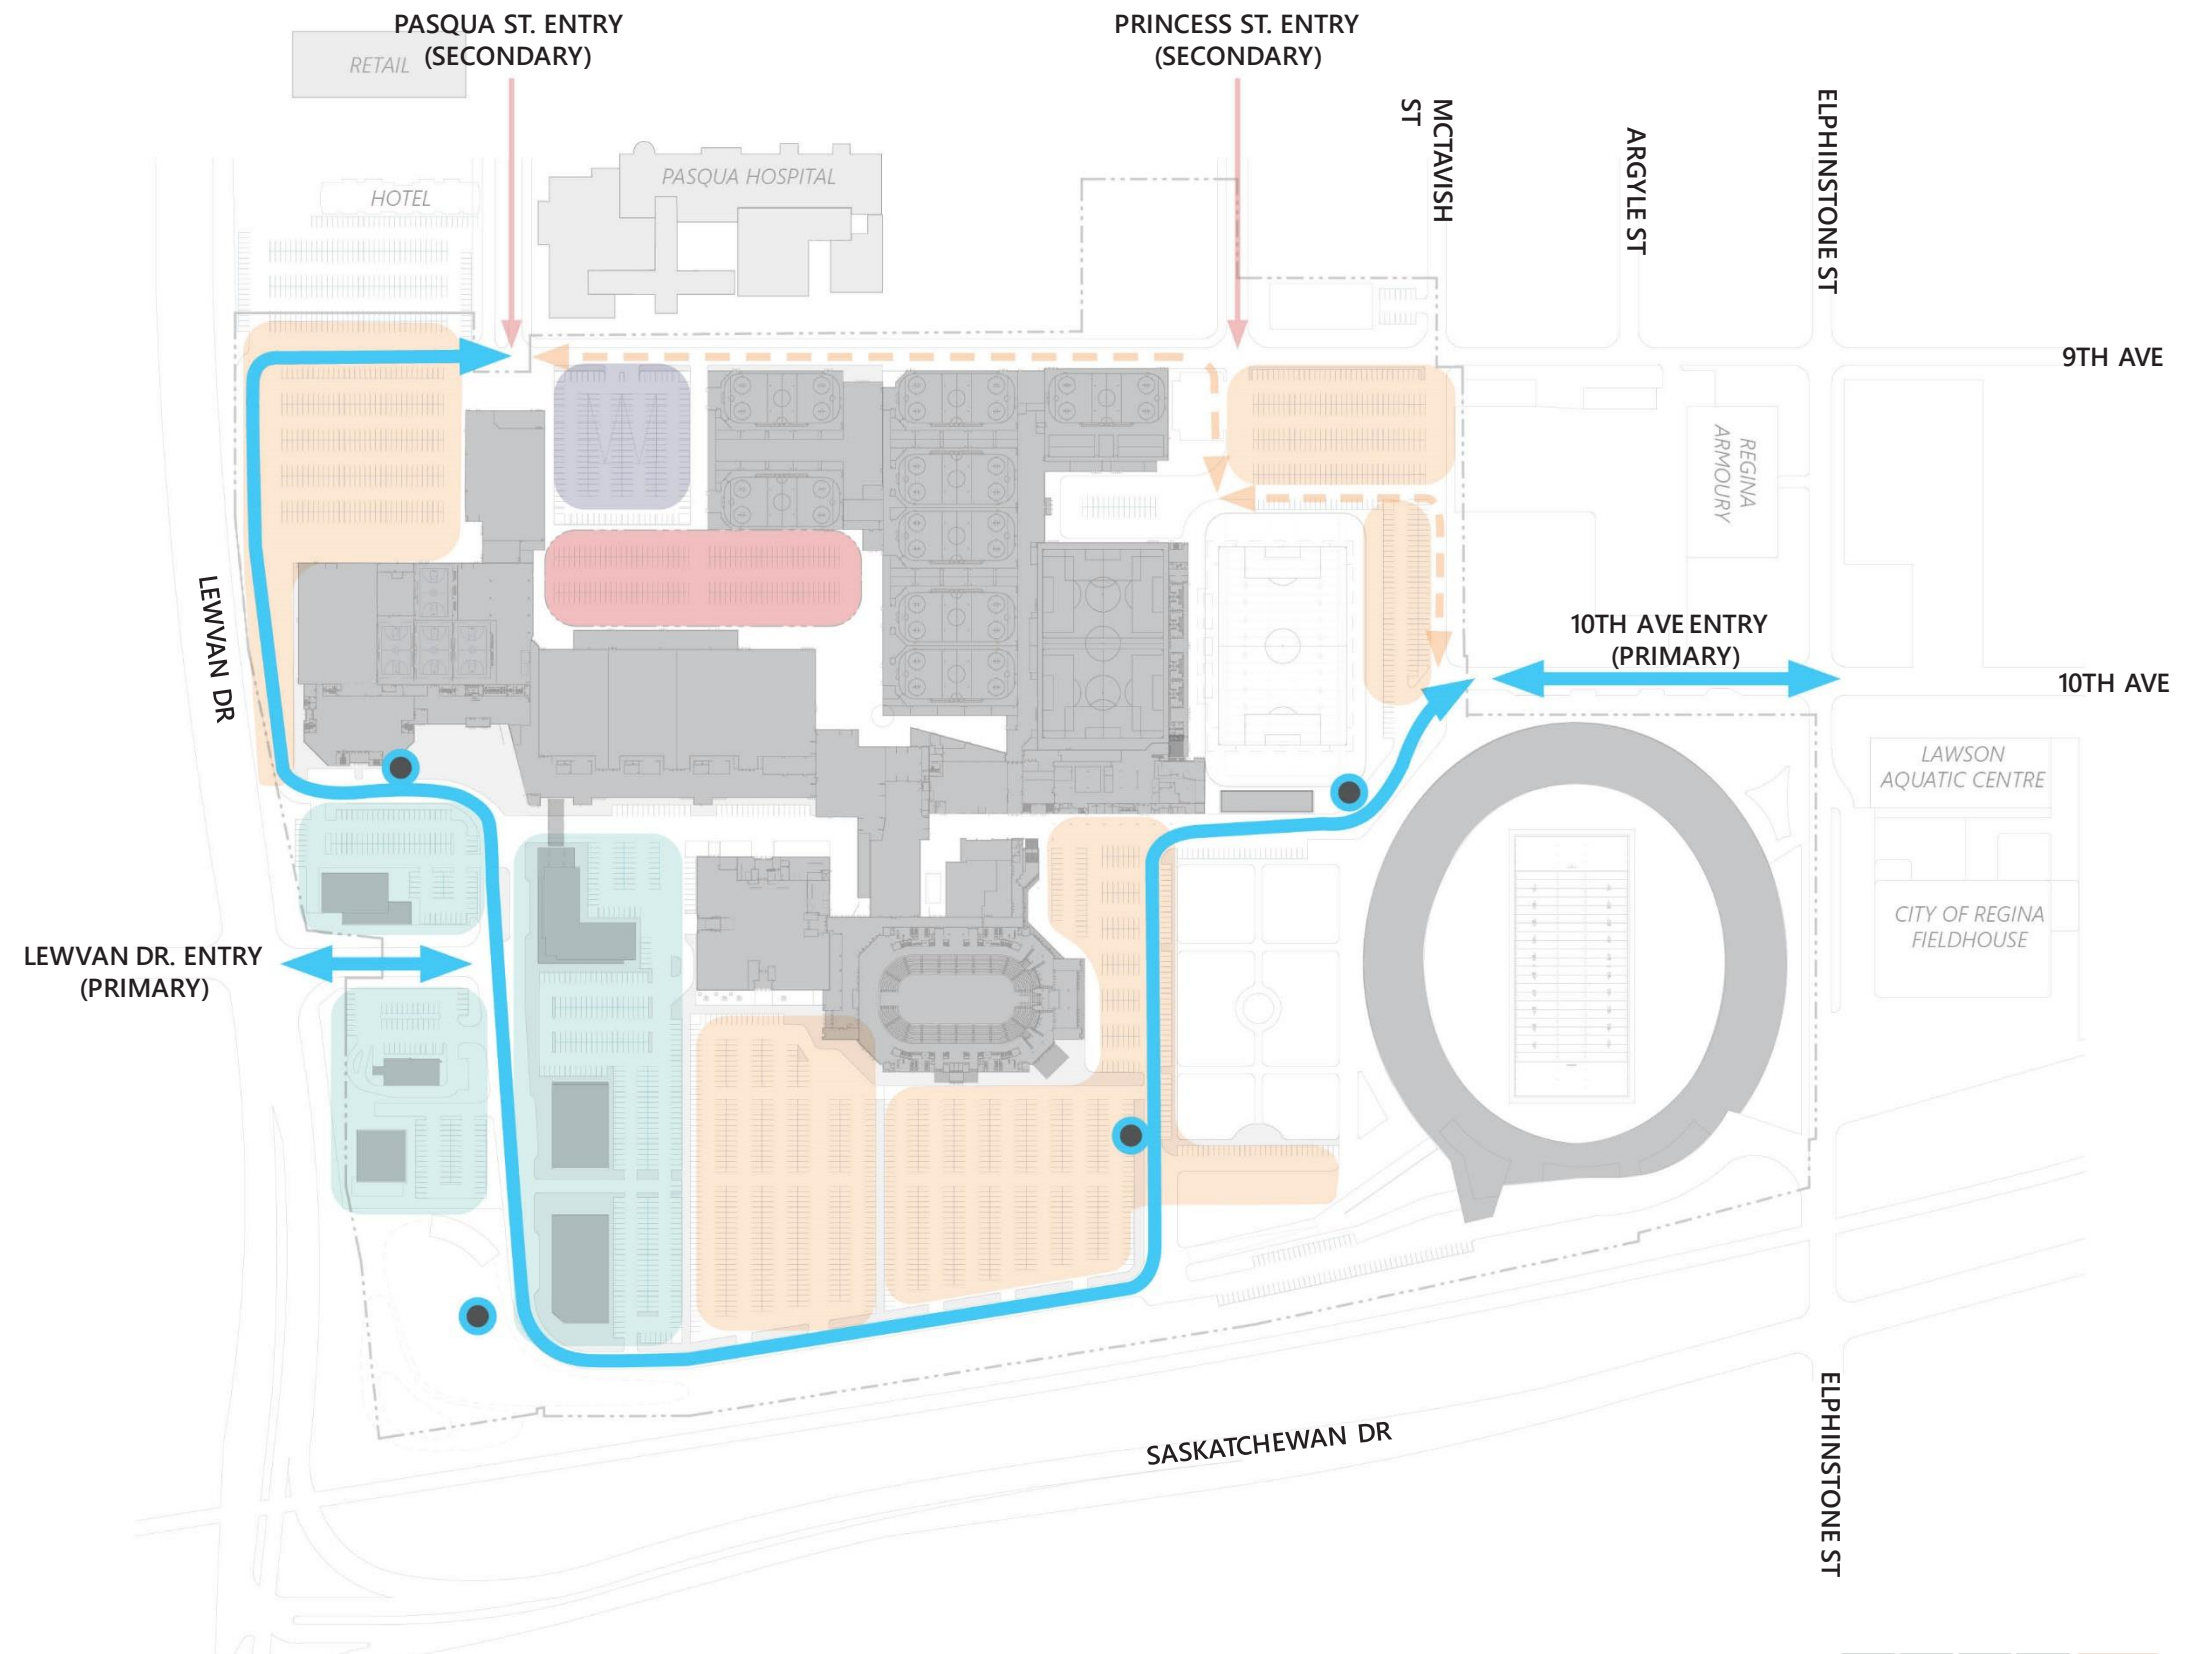 PASQUA ST. ENTRY
(SECONDARY)
PRINCESS ST. ENTRY
(SECONDARY)
RETAIL
MCTAVISH
ST
ARGYLE ST
ELPHINSTONE ST
PASQUA HOSPITAL
HOTEL
9TH AVE
REGINA
ARMOURY
LEWVAN DR
10TH AVE ENTRY
(PRIMARY)
10TH AVE
LAWSON
AQUATIC CENTRE
CITY OF REGINA
FIELDHOUSE
LEWVAN DR. ENTRY
(PRIMARY)
SASKATCHEWAN DR
ELPHINSTONE ST